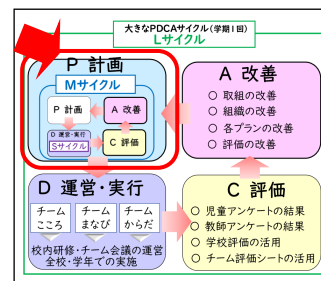 大きなPDCAサイクル(学期1回)
Lサイクル
P 計画
Mサイクル
P 計画
A 改善
D 運営・実行
Sサイクル
C 評価
A 改善
○ 取組の改善
○ 組織の改善
○ 各プランの改善
○ 評価の改善
D 運営・実行
チーム
こころ
チーム
まなび
チーム
からだ
校内研修・チーム会議の運営
全校・学年での実施
C 評価
○ 児童アンケートの結果
○ 教師アンケートの結果
○ 学校評価の活用
○ チーム評価シートの活用